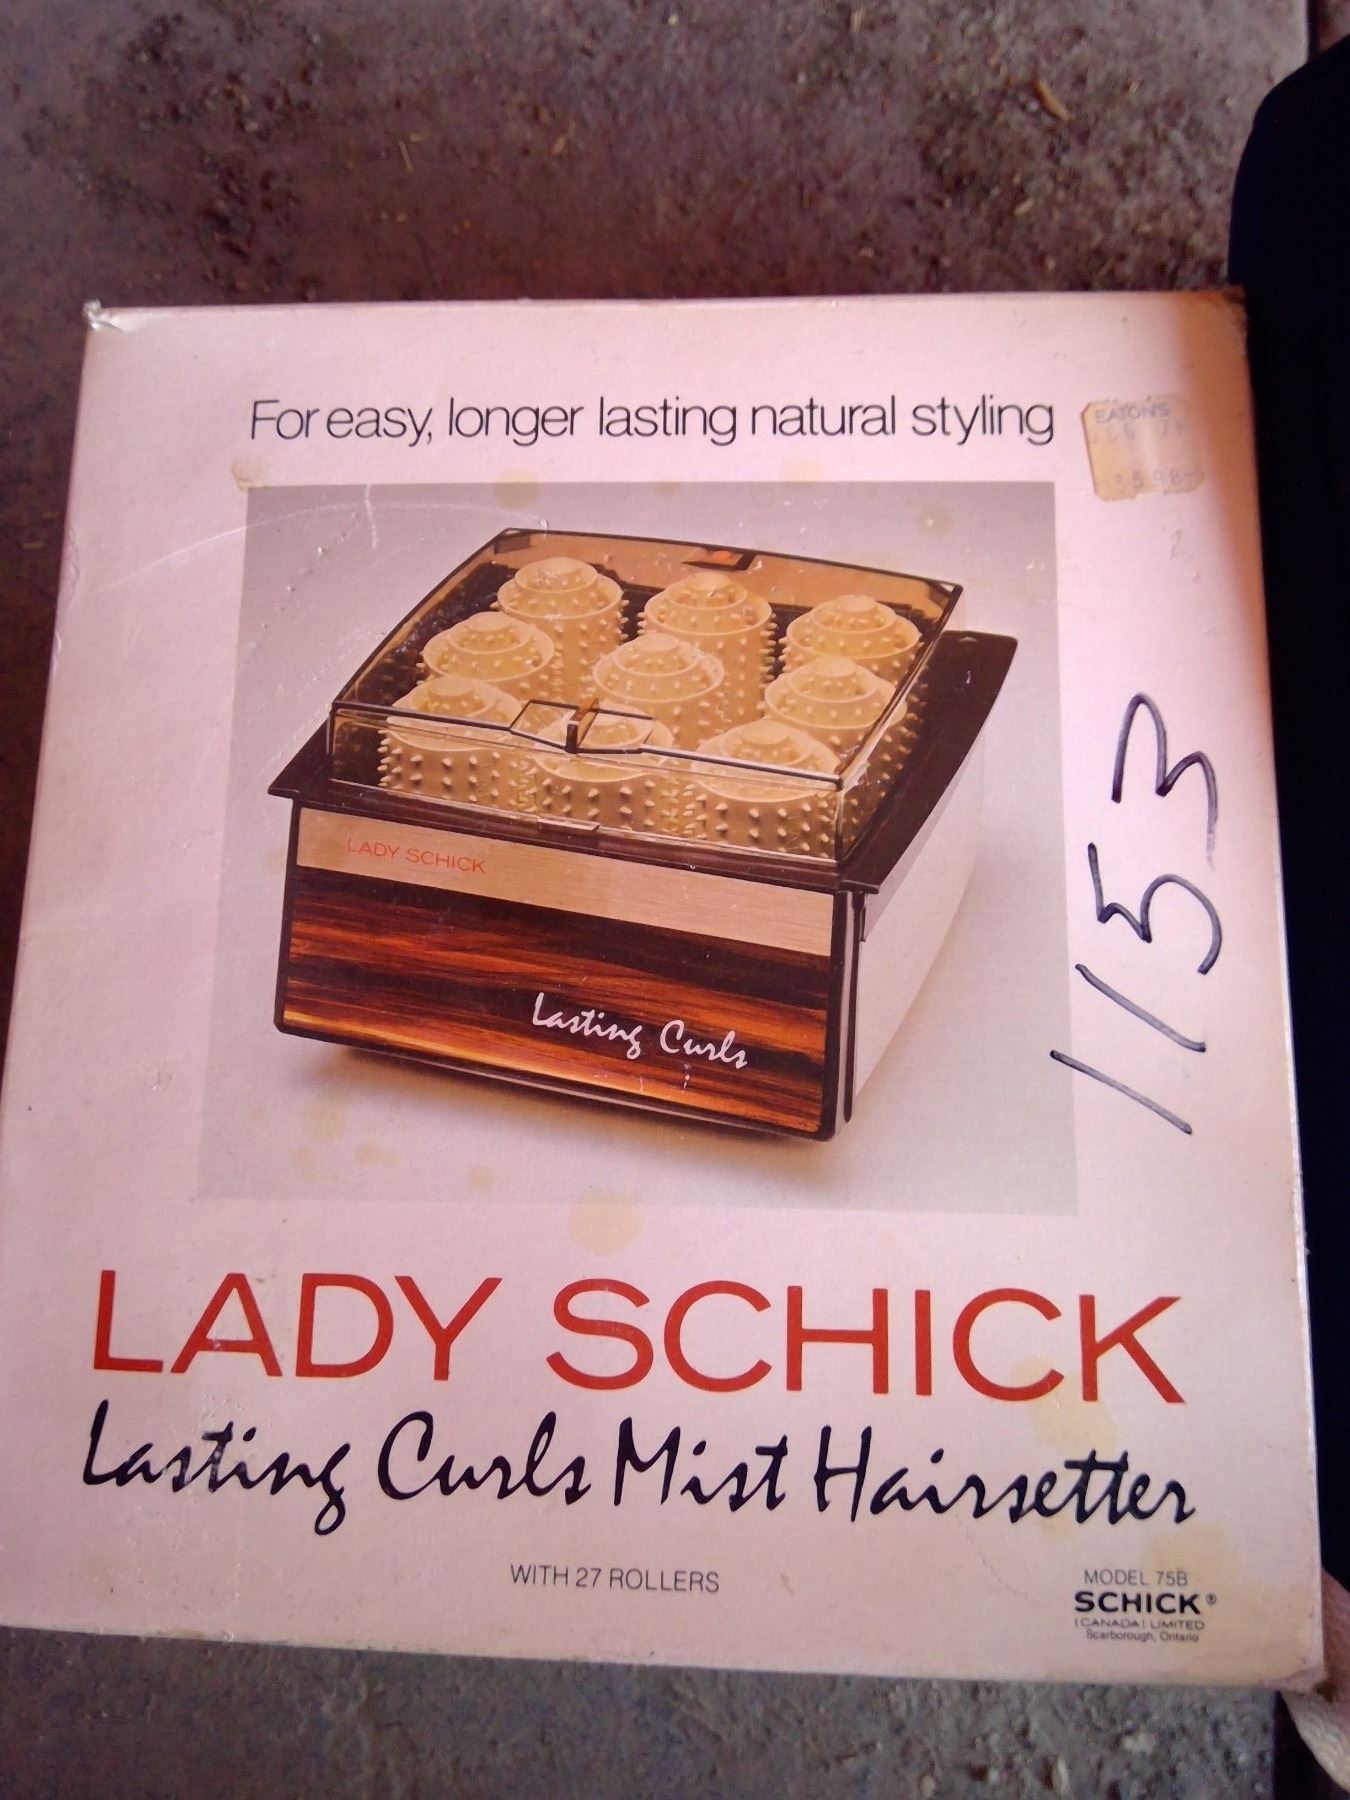 For easy, longer lasting natural styling
EATON'S
LADY SCHICK
Lasting Curls
1153
LADY SCHICK
Lasting Curls Mist Hairsetter
WITH 27 ROLLERS
MODEL 75B
SCHICK®
(CANADA) LIMITED
Scarborough, Ontario